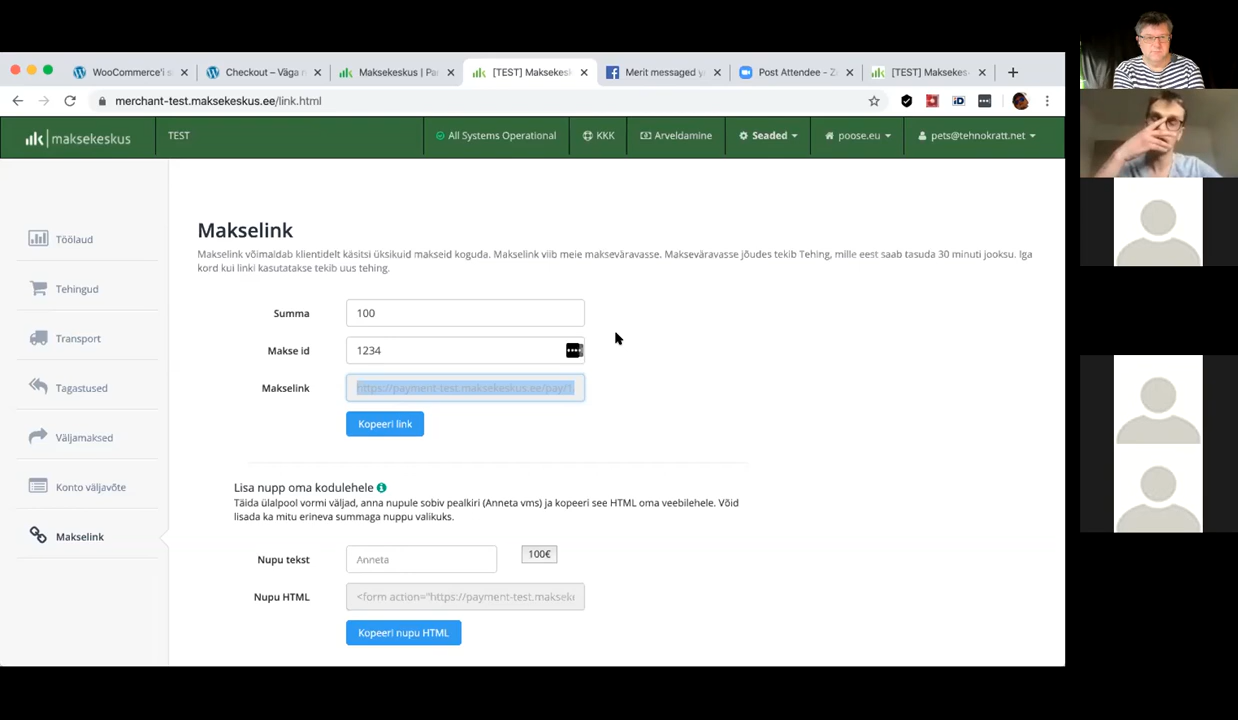 WooCommerce'i s
Checkout – Väga
Maksekeskus | Pa
[TEST] Makseke
Merit messaged y
Post Attendee - Z
[TEST] Maksekes
merchant-test.maksekeskus.ee/link.html
maksekeskus
TEST
All Systems Operational
KKK
Arveldamine
Seaded
poose.eu
pets@tehnokratt.net
Töölaud
Tehingud
Transport
Tagastused
Väljamaksed
Konto väljavõte
Makselink
Makselink
Makselink võimaldab klientidelt käsitsi üksikuid makseid koguda. Makselink viib meie makseväravasse. Makseväravasse jõudes tekib Tehing, mille eest saab tasuda 30 minuti jooksu. Iga
kord kui linki kasutatakse tekib uus tehing.
Summa
100
Makse id
1234
Makselink
https://payment-test.maksekeskus.ee/pay/1
Kopeeri link
Lisa nupp oma kodulehele
Täida ülalpool vormi väljad, anna nupule sobiv pealkiri (Anneta vms) ja kopeeri see HTML oma veebilehele. Võid
lisada ka mitu erineva summaga nuppu valikuks.
Nupu tekst
Anneta
100€
Nupu HTML
<form action="https://payment-test.makseke
Kopeeri nupu HTML